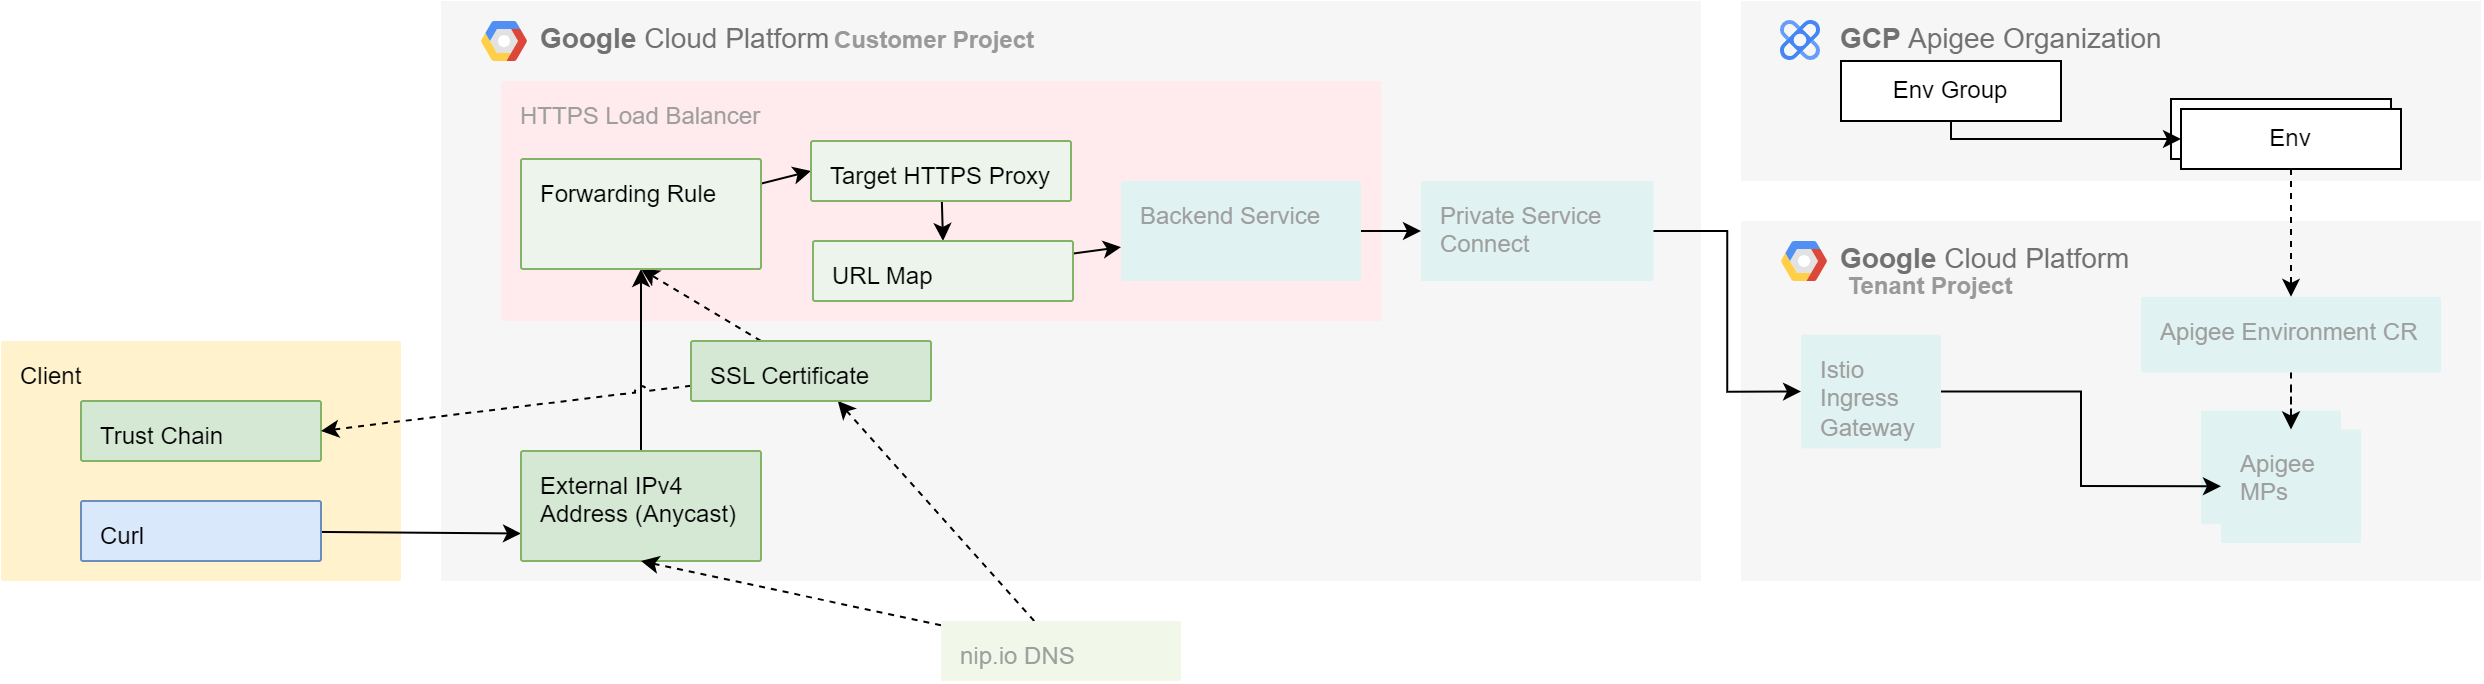 Google Cloud Platform Customer Project
GCP Apigee Organization
Env Group
Env
HTTPS Load Balancer
Forwarding Rule
Target HTTPS Proxy
URL Map
Backend Service
Private Service
Connect
Google Cloud Platform
Tenant Project
Apigee Environment CR
Istio
Ingress
Gateway
Apigee
MPs
Client
Trust Chain
Curl
SSL Certificate
External IPv4
Address (Anycast)
nip.io DNS